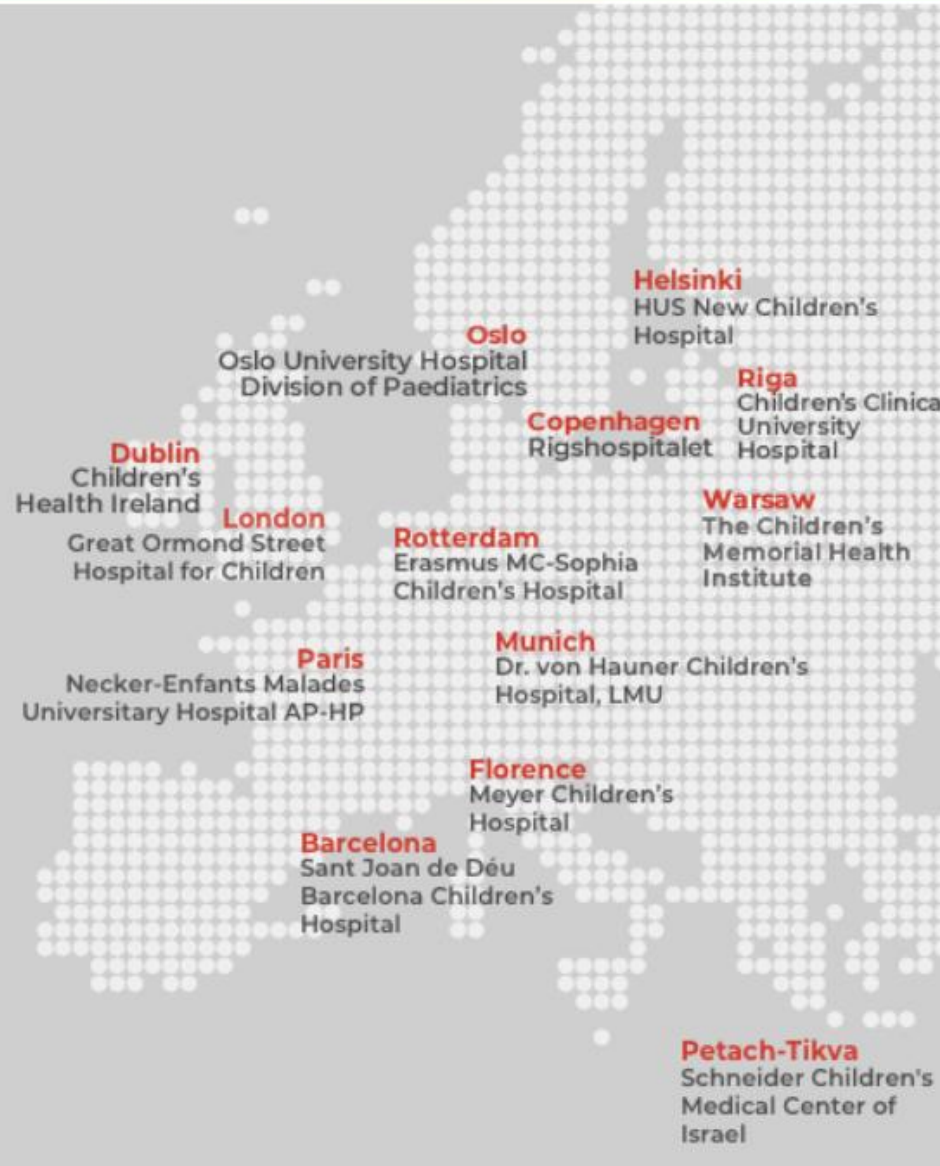 Helsinki
HUS New Children's
Hospital
Oslo
Oslo University Hospital
Division of Paediatrics
Riga
Children's Clinica
University
Hospital
Copenhagen
Rigshospitalet
Dublin
Children's
Health Ireland
London
Great Ormond Street
Hospital for Children
Rotterdam
Erasmus MC-Sophia
Children's Hospital
Warsaw
The Children's
Memorial Health
Institute
Paris
Necker-Enfants Malades
Universitary Hospital AP-HP
Munich
Dr. von Hauner Children's
Hospital, LMU
Florence
Meyer Children's
Hospital
Barcelona
Sant Joan de Déu
Barcelona Children's
Hospital
Petach-Tikva
Schneider Children's
Medical Center of
Israel